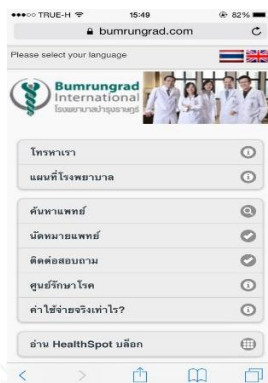 TRUE-H 15:49 82%
bumrungrad.com
Please select your language
Bumrungrad
International
โรงพยาบาลบำรุงราษฎร์
โทรหาเรา
แผนที่โรงพยาบาล
ค้นหาแพทย์
นัดหมายแพทย์
ติดต่อสอบถาม
ศูนย์รักษาโรค
ค่าใช้จ่ายจริงเท่าไร?
อ่าน HealthSpot บล็อก